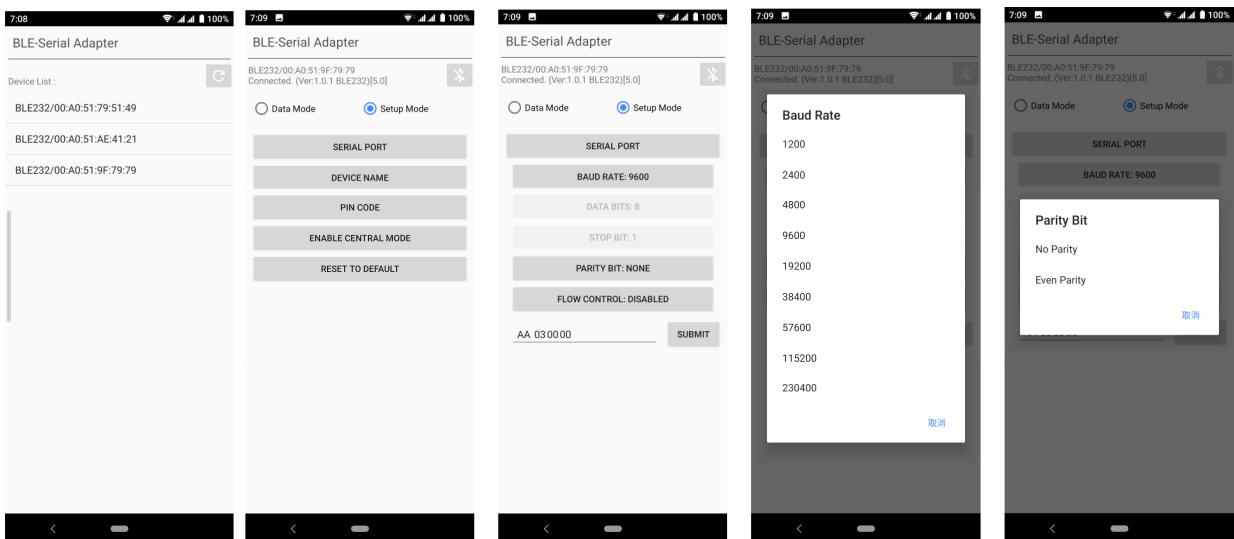 7:08
100%
BLE-Serial Adapter
Device List :
BLE232/00:A0:51:79:51:49
BLE232/00:A0:51:AE:41:21
BLE232/00:A0:51:9F:79:79
7:09
100%
BLE-Serial Adapter
BLE232/00:A0:51:9F:79:79
Connected. (Ver:1.0.1 BLE232)[5.0]
Data Mode
Setup Mode
SERIAL PORT
DEVICE NAME
PIN CODE
ENABLE CENTRAL MODE
RESET TO DEFAULT
7:09
100%
BLE-Serial Adapter
BLE232/00:A0:51:9F:79:79
Connected. (Ver:1.0.1 BLE232)[5.0]
Data Mode
Setup Mode
SERIAL PORT
BAUD RATE: 9600
DATA BITS: 8
STOP BIT: 1
PARITY BIT: NONE
FLOW CONTROL: DISABLED
AA 030000
SUBMIT
7:09
100%
BLE-Serial Adapter
BLE232/00:A0:51:9F:79:79
Connected. (Ver:1.0.1 BLE232)[5.0]
Baud Rate
1200
2400
4800
9600
19200
38400
57600
115200
230400
取消
7:09
100%
BLE-Serial Adapter
BLE232/00:A0:51:9F:79:79
Connected. (Ver:1.0.1 BLE232)[5.0]
Data Mode
Setup Mode
SERIAL PORT
BAUD RATE: 9600
Parity Bit
No Parity
Even Parity
取消